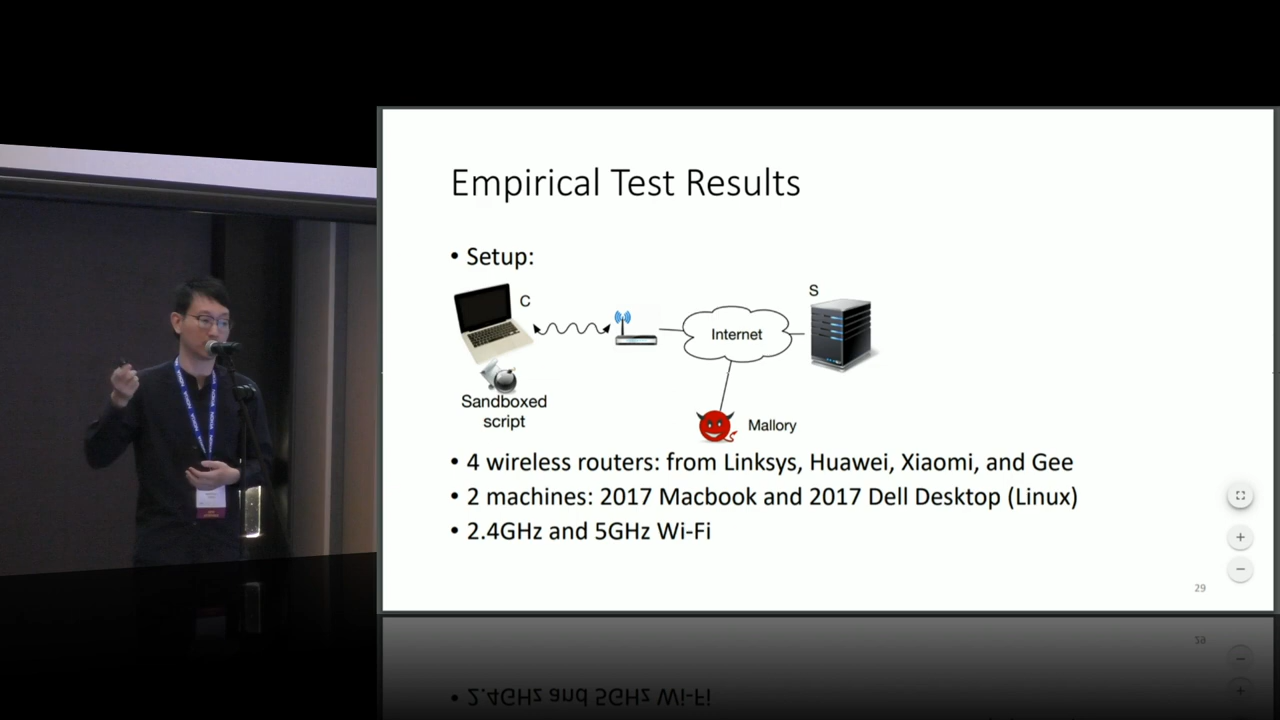 Empirical Test Results
• Setup:
C
S
Internet
Sandboxed
script
Mallory
• 4 wireless routers: from Linksys, Huawei, Xiaomi, and Gee
• 2 machines: 2017 Macbook and 2017 Dell Desktop (Linux)
• 2.4GHz and 5GHz Wi-Fi
29